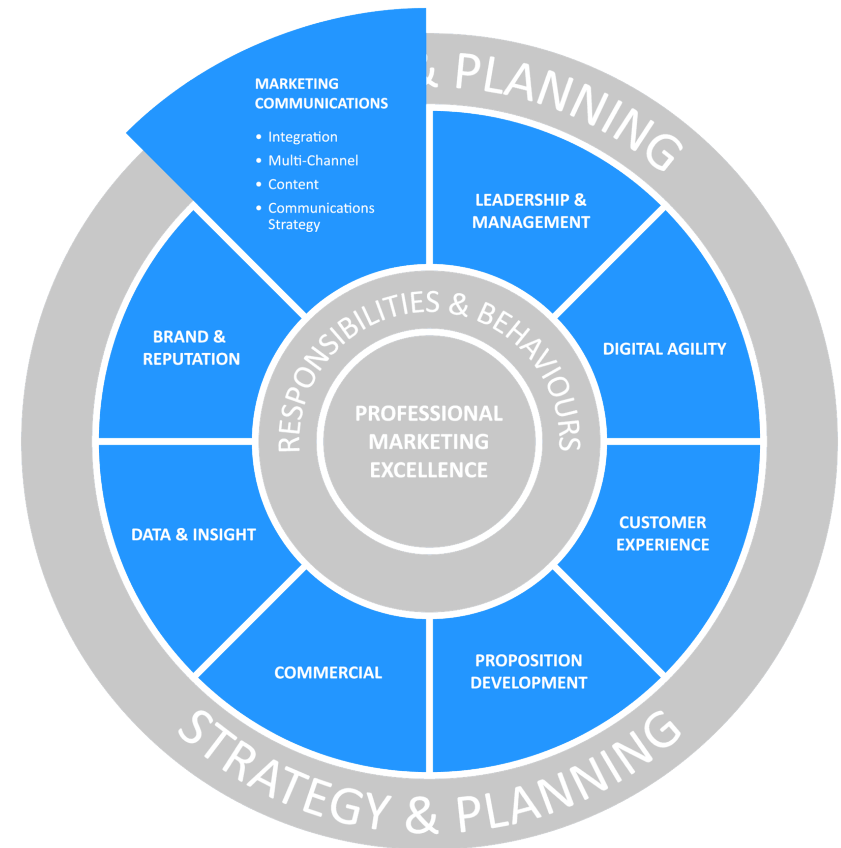 & PLANNING
MARKETING
COMMUNICATIONS
• Integration
• Multi-Channel
• Content
• Communications
Strategy
LEADERSHIP &
MANAGEMENT
BRAND &
REPUTATION
DIGITAL AGILITY
RESPONSIBILITIES & BEHAVIOURS
PROFESSIONAL
MARKETING
EXCELLENCE
DATA & INSIGHT
CUSTOMER
EXPERIENCE
COMMERCIAL
PROPOSITION
DEVELOPMENT
STRATEGY & PLANNING